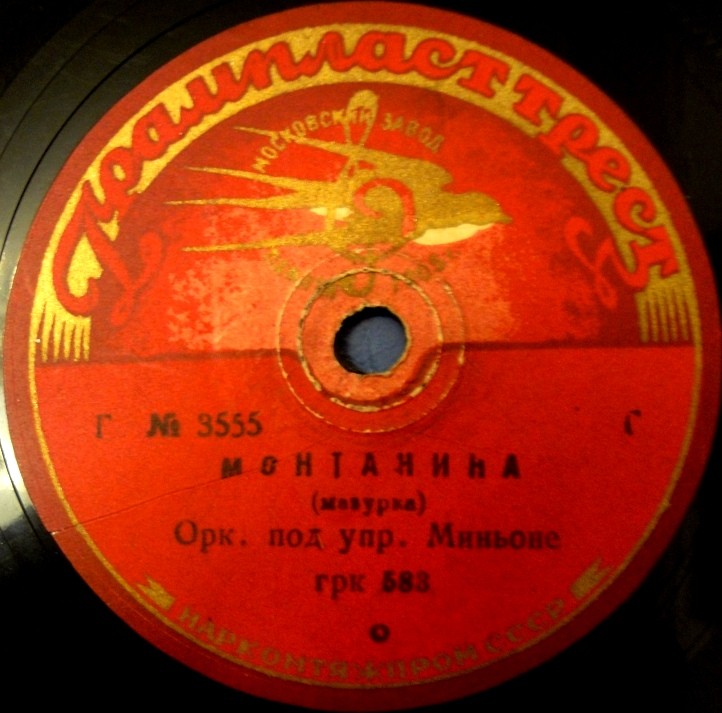 Грампласттрест
МОСКОВСКИЙ ЗАВОД
Г № 3555 Г
МОНТАНИНА
(мазурка)
Орк. под упр. Миньоне
грк 583
о
НАРКОМТЯЖПРОМ СССР